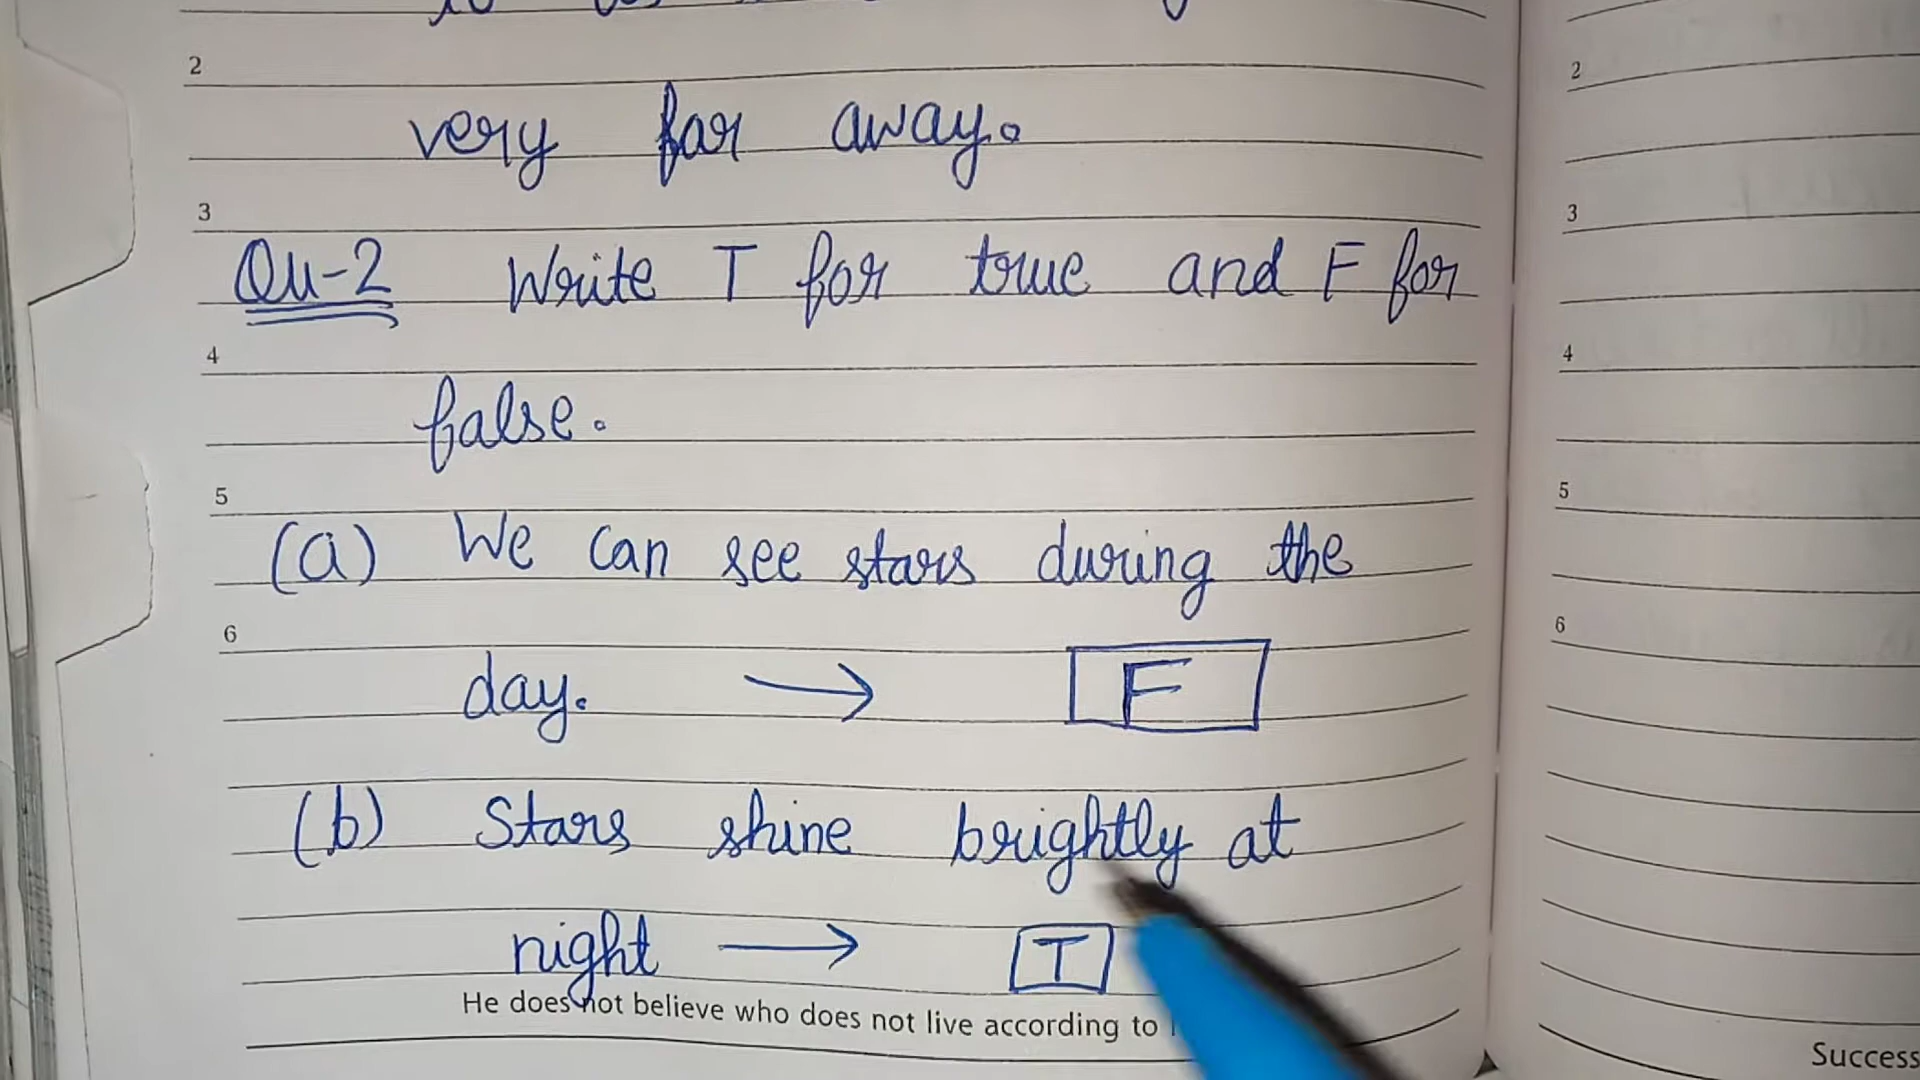 2
2
very far away.
3
3
Qu-2 Write T for true and F for
4
4
false.
5
5
(a) We can see stars during the
6
6
day. → F
(b) Stars shine brightly at
night → T
He does not believe who does not live according to
Success